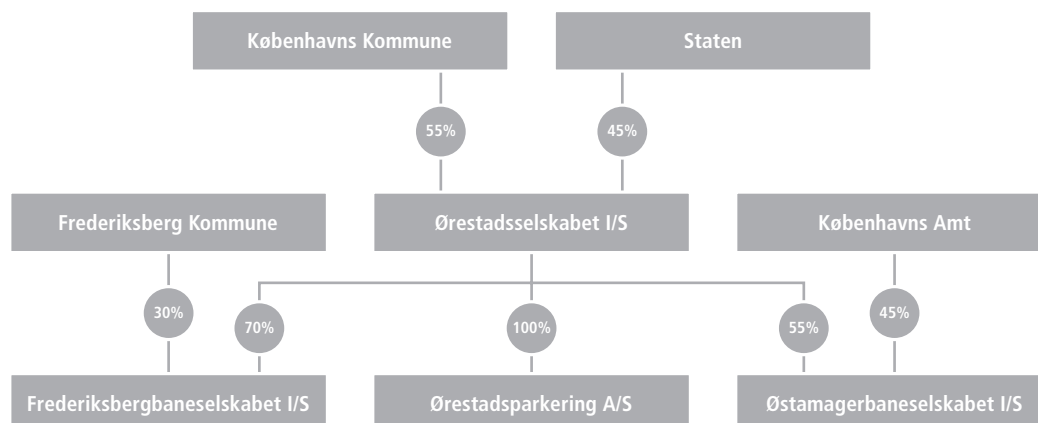 Københavns Kommune
Staten
55%
45%
Frederiksberg Kommune
Ørestadsselskabet I/S
Københavns Amt
30%
70%
100%
55%
45%
Frederiksbergbaneselskabet I/S
Ørestadsparkering A/S
Østamagerbaneselskabet I/S